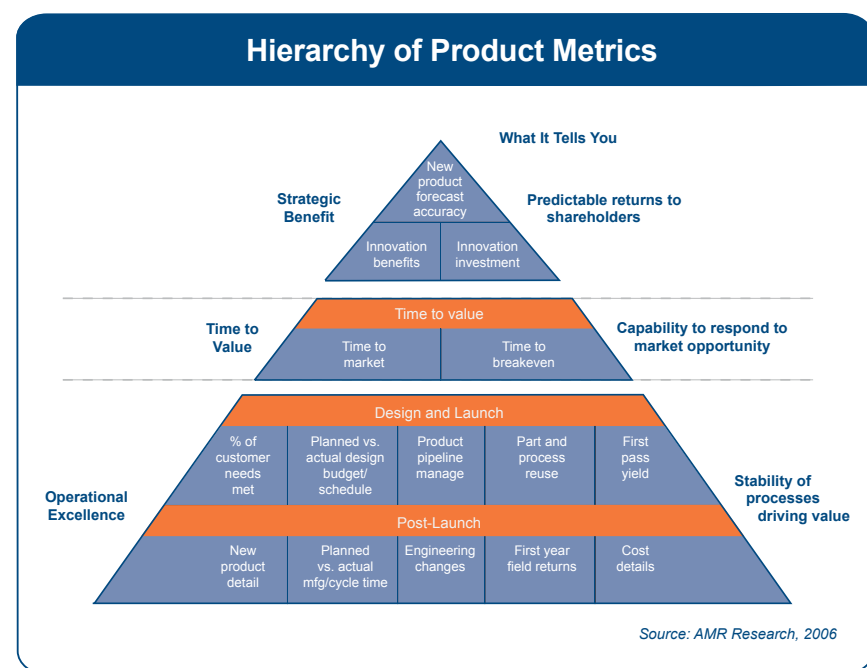 Hierarchy of Product Metrics
What It Tells You
Strategic
Benefit
New
product
forecast
accuracy
Innovation
benefits
Innovation
investment
Predictable returns to
shareholders
Time to
Value
Time to value
Time to
market
Time to
breakeven
Capability to respond to
market opportunity
Operational
Excellence
Design and Launch
% of
customer
needs
met
Planned vs.
actual design
budget/
schedule
Product
pipeline
manage
Part and
process
reuse
First
pass
yield
Post-Launch
New
product
detail
Planned
vs. actual
mfg/cycle time
Engineering
changes
First year
field returns
Cost
details
Stability of
processes
driving value
Source: AMR Research, 2006